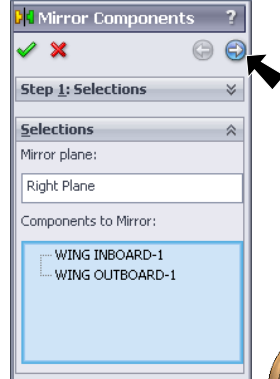 Mirror Components ?
Step 1: Selections
Selections
Mirror plane:
Right Plane
Components to Mirror:
WING INBOARD-1
WING OUTBOARD-1